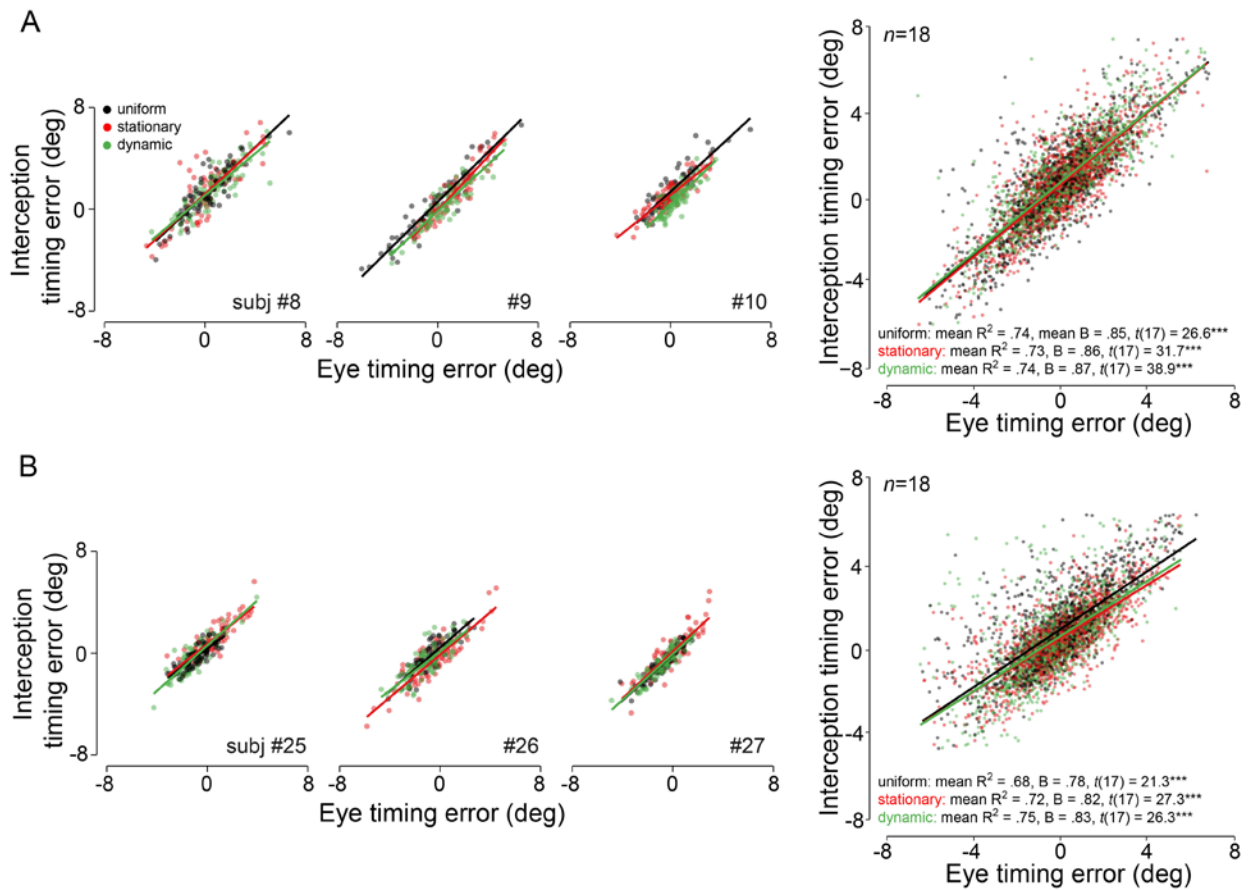 A
Interception
timing error (deg)
8
0
-8
uniform
stationary
dynamic
subj #8
#9
#10
-8
0
8
-8
0
8
-8
0
8
Eye timing error (deg)
Interception timing error (deg)
8
4
0
-4
-8
n=18
uniform: mean R² = .74, mean B = .85, t(17) = 26.6***
stationary: mean R² = .73, B = .86, t(17) = 31.7***
dynamic: mean R² = .74, B = .87, t(17) = 38.9***
-8
-4
0
4
8
Eye timing error (deg)
B
Interception
timing error (deg)
8
0
-8
subj #25
#26
#27
-8
0
8
-8
0
8
-8
0
8
Eye timing error (deg)
Interception timing error (deg)
8
4
0
-4
-8
n=18
uniform: mean R² = .68, B = .78, t(17) = 21.3***
stationary: mean R² = .72, B = .82, t(17) = 27.3***
dynamic: mean R² = .75, B = .83, t(17) = 26.3***
-8
-4
0
4
8
Eye timing error (deg)